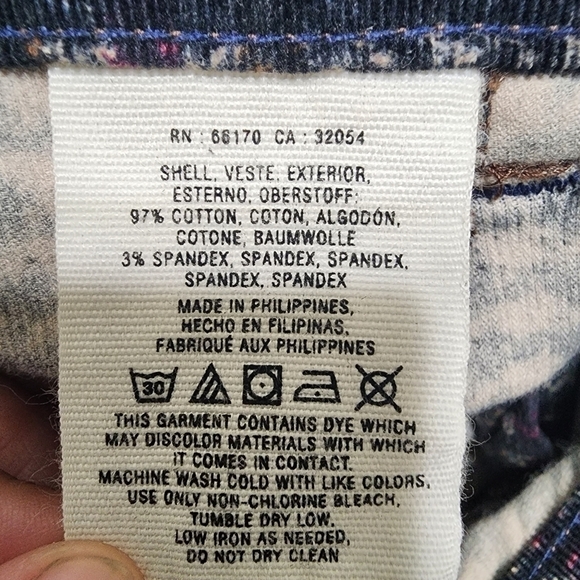 RN : 66170 CA : 32054
SHELL, VESTE, EXTERIOR,
ESTERNO, OBERSTOFF:
97% COTTON, COTON, ALGODÓN,
COTONE, BAUMWOLLE
3% SPANDEX, SPANDEX, SPANDEX,
SPANDEX, SPANDEX
MADE IN PHILIPPINES,
HECHO EN FILIPINAS,
FABRIQUÉ AUX PHILIPPINES
30
THIS GARMENT CONTAINS DYE WHICH
MAY DISCOLOR MATERIALS WITH WHICH
IT COMES IN CONTACT.
MACHINE WASH COLD WITH LIKE COLORS,
USE ONLY NON-CHLORINE BLEACH,
TUMBLE DRY LOW,
LOW IRON AS NEEDED,
DO NOT DRY CLEAN